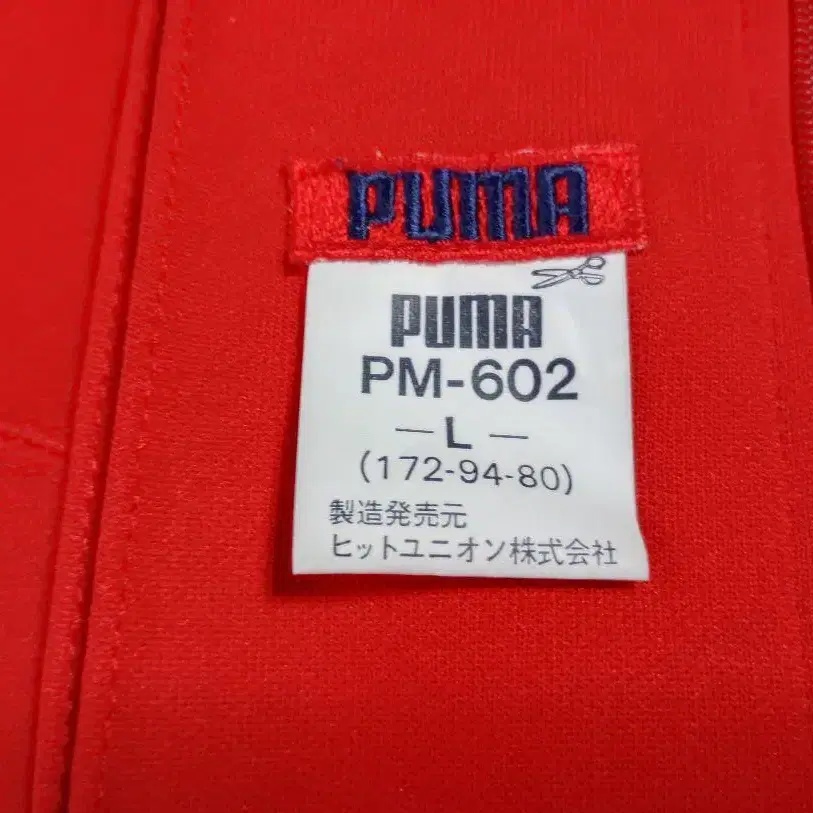 PUMA
PUMA
PM-602
— L —
(172-94-80)
製造発売元
ヒットユニオン株式会社